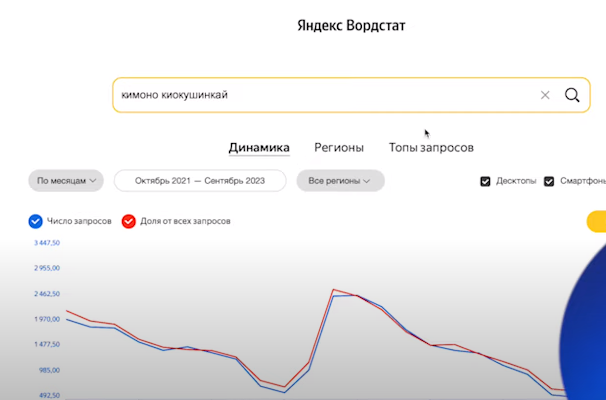 Яндекс Вордстат
кимоно киокушинкай
Динамика Регионы Топы запросов
По месяцам Октябрь 2021 — Сентябрь 2023 Все регионы Десктопы Смартфоны
Число запросов Доля от всех запросов
3 447,50
2 955,00
2 462,50
1 970,00
1 477,50
985,00
492,50